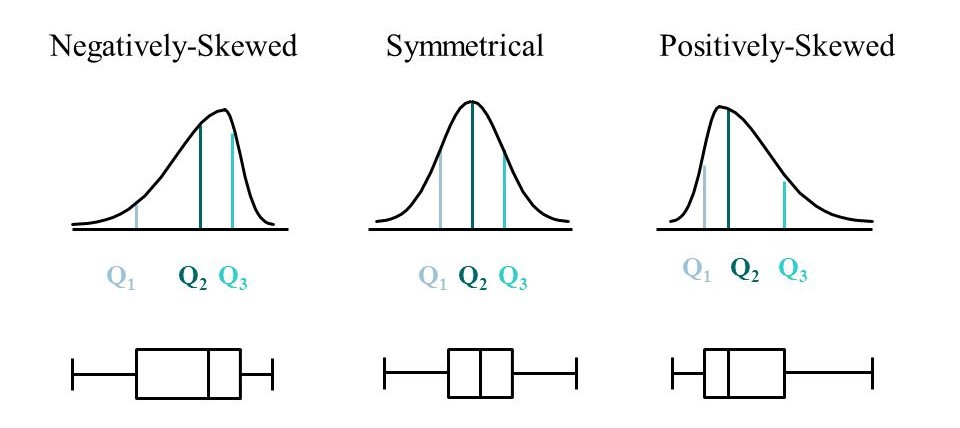 Negatively-Skewed Symmetrical Positively-Skewed
Q₁ Q₂ Q₃ Q₁ Q₂ Q₃ Q₁ Q₂ Q₃